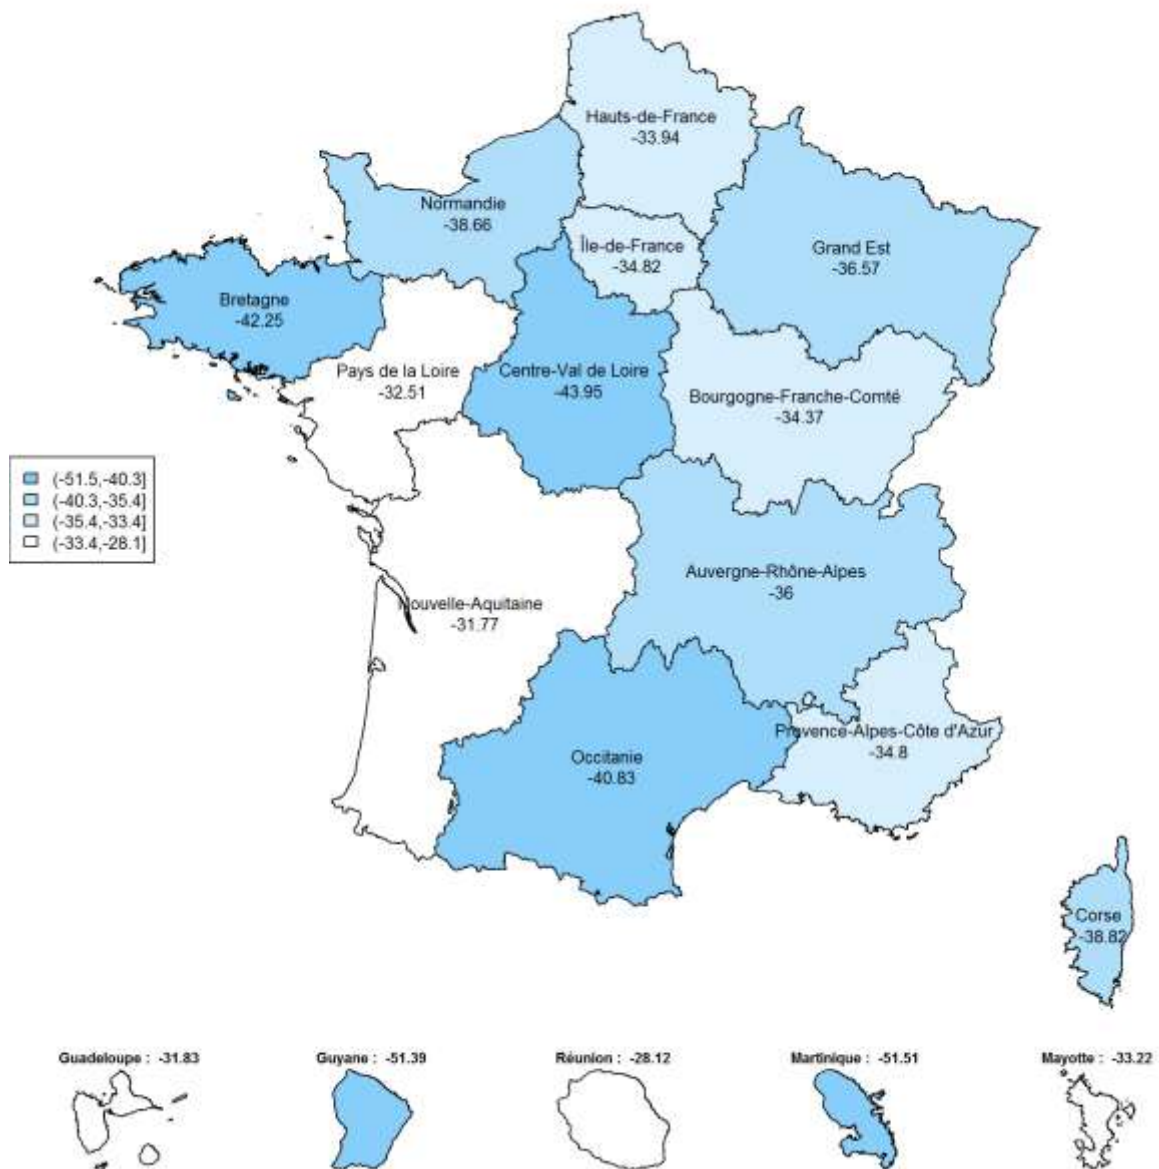 Hauts-de-France
-33.94
Normandie
-38.66
Île-de-France
-34.82
Grand Est
-36.57
Bretagne
-42.25
Pays de la Loire
-32.51
Centre-Val de Loire
-43.95
Bourgogne-Franche-Comté
-34.37
(-51.5,-40.3]
(-40.3,-35.4]
(-35.4,-33.4]
(-33.4,-28.1]
Auvergne-Rhône-Alpes
-36
Nouvelle-Aquitaine
-31.77
Provence-Alpes-Côte d'Azur
-34.8
Occitanie
-40.83
Corse
-38.82
Guadeloupe : -31.83
Guyane : -51.39
Réunion : -28.12
Martinique : -51.51
Mayotte : -33.22